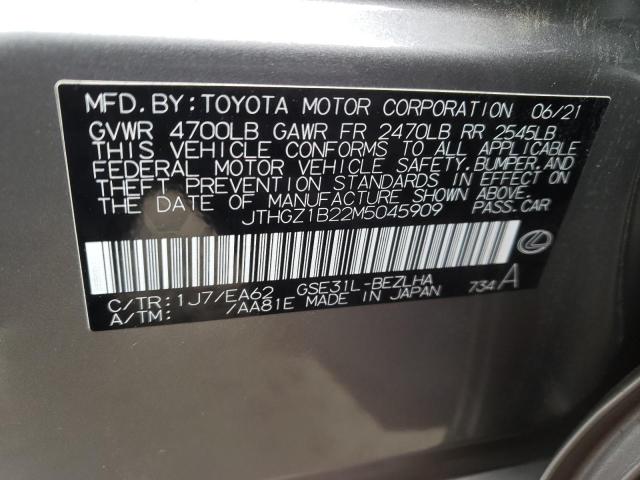 MFD. BY: TOYOTA MOTOR CORPORATION 06/21
GVWR 4700LB GAWR FR 2470LB RR 2545LB
THIS VEHICLE CONFORMS TO ALL APPLICABLE
FEDERAL MOTOR VEHICLE SAFETY, BUMPER, AND
THEFT PREVENTION STANDARDS IN EFFECT ON
THE DATE OF MANUFACTURE SHOWN ABOVE.
JTHGZ1B22M5045909 PASS. CAR
C/TR: 1J7/EA62 GSE31L-BEZLHA 734 A
A/TM: /AA81E MADE IN JAPAN